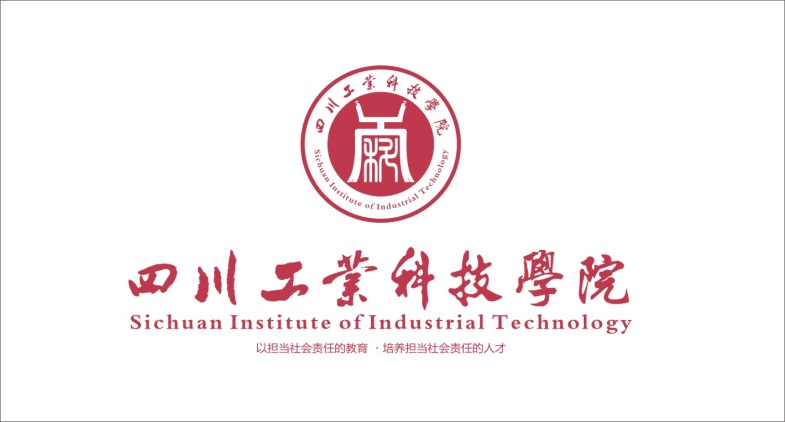 四川工業科技學院
Sichuan Institute of Industrial Technology
四川工業科技學院
Sichuan Institute of Industrial Technology
以担当社会责任的教育 · 培养担当社会责任的人才